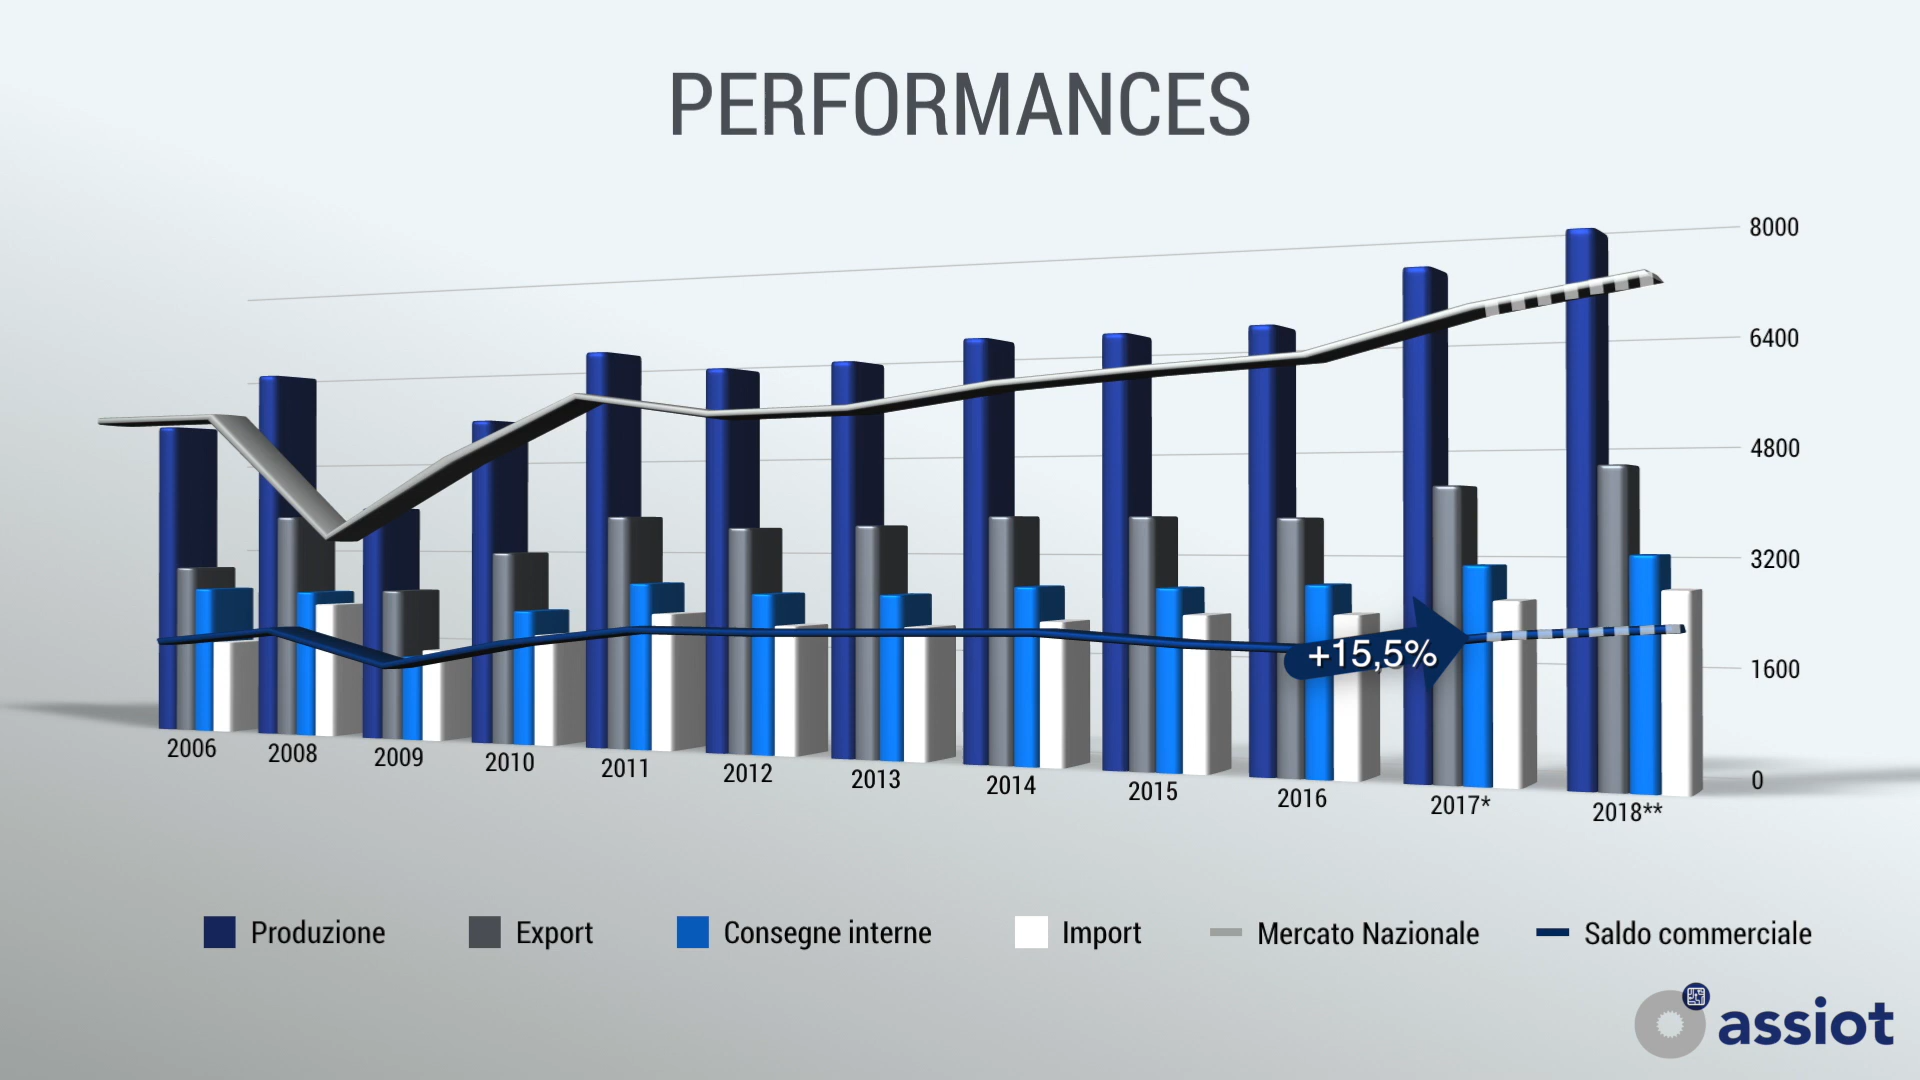 PERFORMANCES
8000
6400
4800
3200
1600
0
+15,5%
2006
2008
2009
2010
2011
2012
2013
2014
2015
2016
2017*
2018**
Produzione
Export
Consegne interne
Import
Mercato Nazionale
Saldo commerciale
assiot